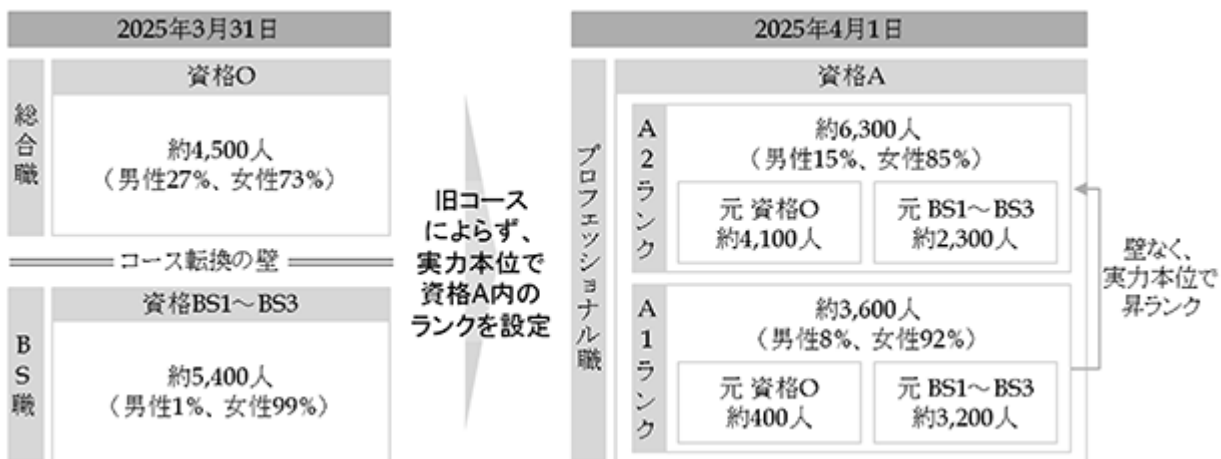 2025年3月31日
総合職
資格O
約4,500人
（男性27%、女性73%）
コース転換の壁
BS職
資格BS1～BS3
約5,400人
（男性1%、女性99%）
旧コース
によらず、
実力本位で
資格A内の
ランクを設定
2025年4月1日
プロフェッショナル職
資格A
A2ランク
約6,300人
（男性15%、女性85%）
元 資格O
約4,100人
元 BS1～BS3
約2,300人
A1ランク
約3,600人
（男性8%、女性92%）
元 資格O
約400人
元 BS1～BS3
約3,200人
壁なく、
実力本位で
昇ランク